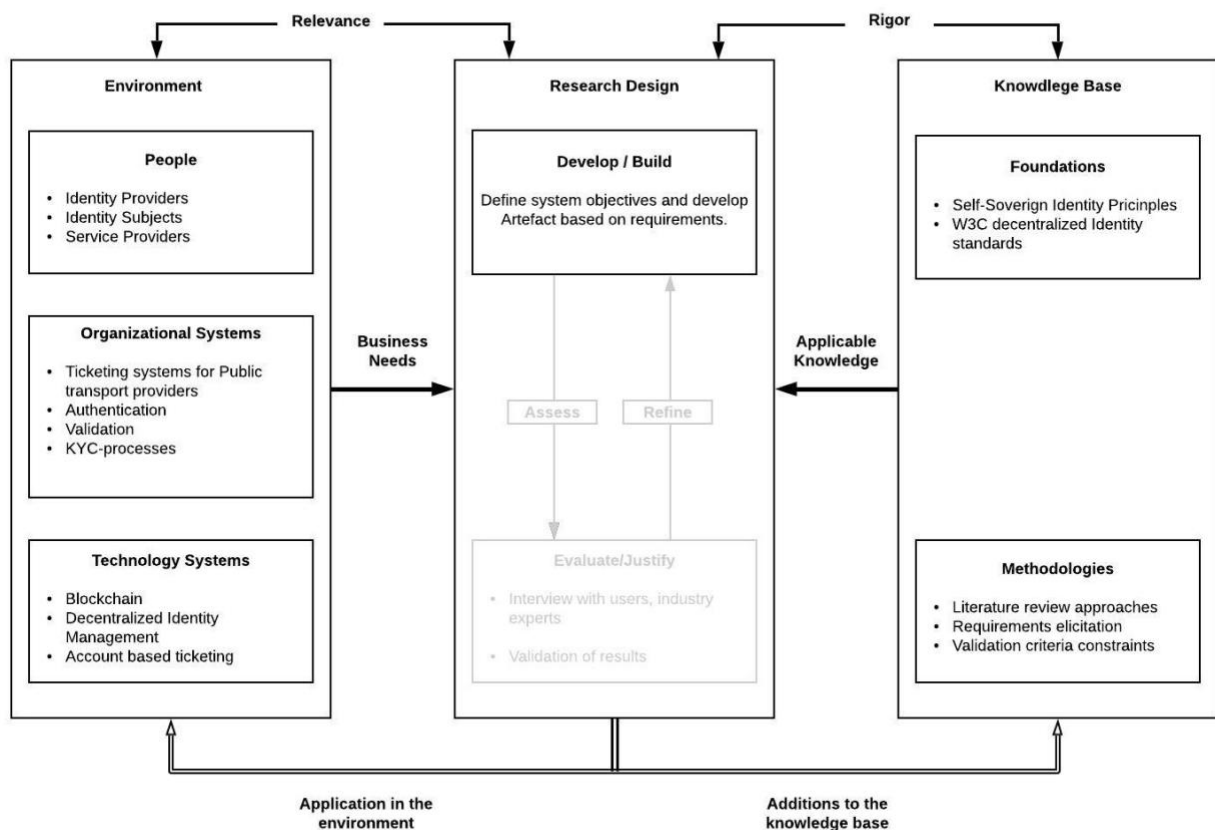 Relevance
Rigor
Environment
People
• Identity Providers
• Identity Subjects
• Service Providers
Organizational Systems
• Ticketing systems for Public
transport providers
• Authentication
• Validation
• KYC-processes
Technology Systems
• Blockchain
• Decentralized Identity
Management
• Account based ticketing
Business
Needs
Research Design
Develop / Build
Define system objectives and develop
Artefact based on requirements.
Assess
Refine
Evaluate/Justify
• Interview with users, industry
experts
• Validation of results
Applicable
Knowledge
Knowdlege Base
Foundations
• Self-Soverign Identity Pricinples
• W3C decentralized Identity
standards
Methodologies
• Literature review approaches
• Requirements elicitation
• Validation criteria constraints
Application in the
environment
Additions to the
knowledge base